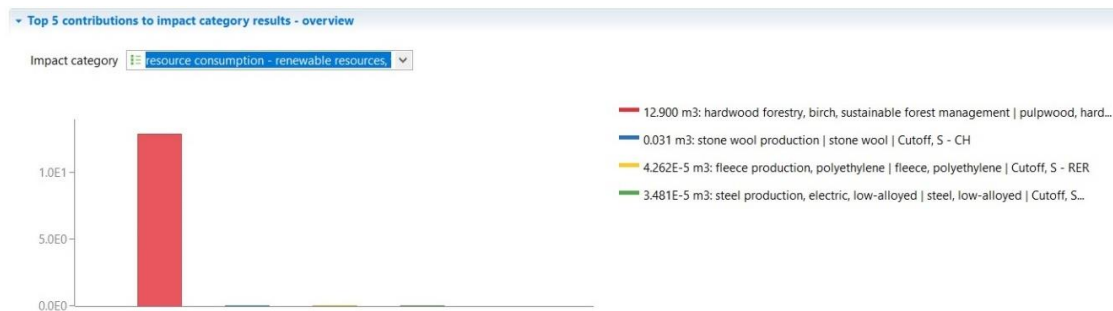 Top 5 contributions to impact category results - overview
Impact category resource consumption - renewable resources,
12.900 m3: hardwood forestry, birch, sustainable forest management | pulpwood, hard...
0.031 m3: stone wool production | stone wool | Cutoff, S - CH
4.262E-5 m3: fleece production, polyethylene | fleece, polyethylene | Cutoff, S - RER
3.481E-5 m3: steel production, electric, low-alloyed | steel, low-alloyed | Cutoff, S...
1.0E1
5.0E0
0.0E0